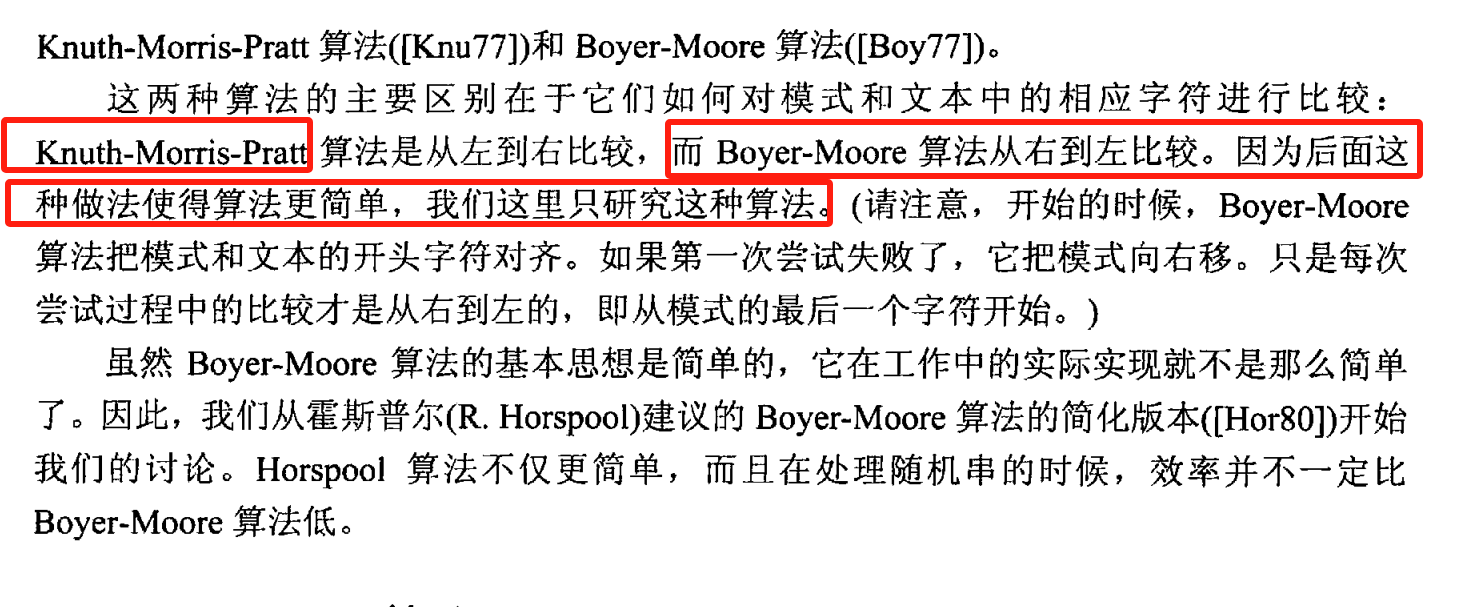 Knuth-Morris-Pratt 算法([Knu77])和 Boyer-Moore 算法([Boy77])。
这两种算法的主要区别在于它们如何对模式和文本中的相应字符进行比较：
Knuth-Morris-Pratt 算法是从左到右比较，而 Boyer-Moore 算法从右到左比较。因为后面这
种做法使得算法更简单，我们这里只研究这种算法。(请注意，开始的时候，Boyer-Moore
算法把模式和文本的开头字符对齐。如果第一次尝试失败了，它把模式向右移。只是每次
尝试过程中的比较才是从右到左的，即从模式的最后一个字符开始。)
虽然 Boyer-Moore 算法的基本思想是简单的，它在工作中的实际实现就不是那么简单
了。因此，我们从霍斯普尔(R. Horspool)建议的 Boyer-Moore 算法的简化版本([Hor80])开始
我们的讨论。Horspool 算法不仅更简单，而且在处理随机串的时候，效率并不一定比
Boyer-Moore 算法低。